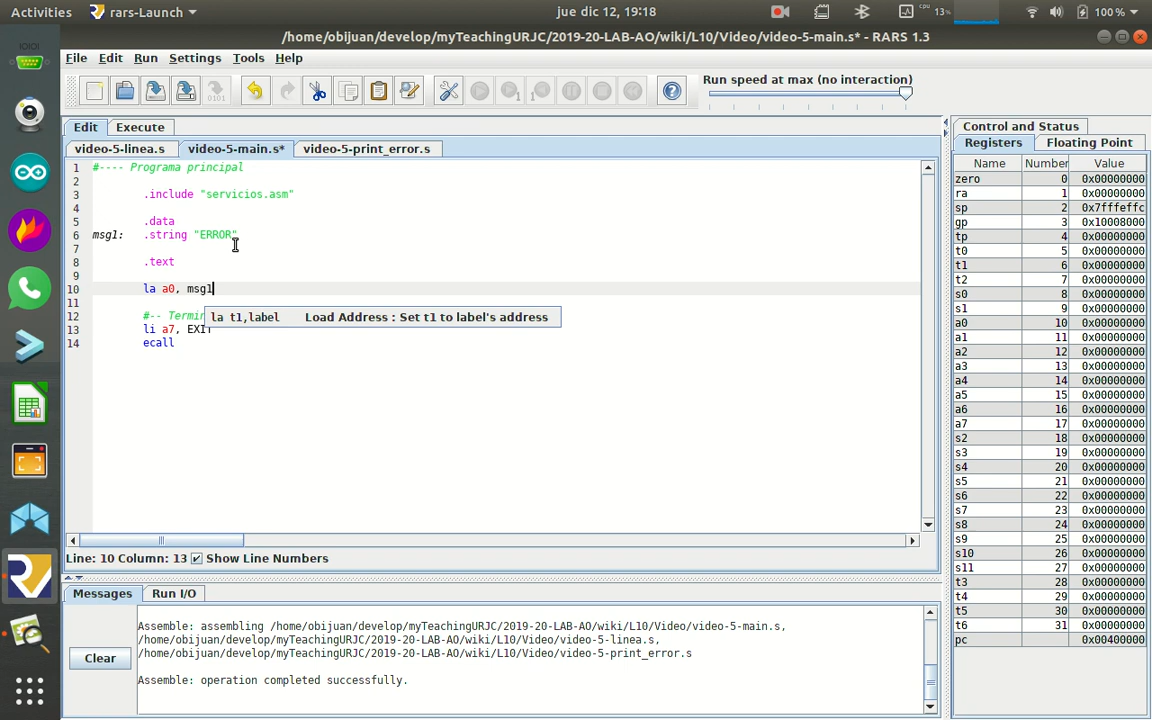 Activities rars-Launch jue dic 12, 19:18 cpu 13% 100 %
/home/obijuan/develop/myTeachingURJC/2019-20-LAB-AO/wiki/L10/Video/video-5-main.s* - RARS 1.3
File Edit Run Settings Tools Help
Run speed at max (no interaction)
Edit Execute
video-5-linea.s video-5-main.s* video-5-print_error.s
1 #---- Programa principal
2
3 .include "servicios.asm"
4
5 .data
6 msg1: .string "ERROR"
7
8 .text
9
10 la a0, msg1
11
12 #-- Termin
la t1,label Load Address : Set t1 to label's address
13 li a7, EXIT
14 ecall
Line: 10 Column: 13 Show Line Numbers
Messages Run I/O
Assemble: assembling /home/obijuan/develop/myTeachingURJC/2019-20-LAB-AO/wiki/L10/Video/video-5-main.s,
/home/obijuan/develop/myTeachingURJC/2019-20-LAB-AO/wiki/L10/Video/video-5-linea.s,
/home/obijuan/develop/myTeachingURJC/2019-20-LAB-AO/wiki/L10/Video/video-5-print_error.s
Clear
Assemble: operation completed successfully.
Control and Status
Registers Floating Point
Name Number Value
zero 0 0x00000000
ra 1 0x00000000
sp 2 0x7fffeffc
gp 3 0x10008000
tp 4 0x00000000
t0 5 0x00000000
t1 6 0x00000000
t2 7 0x00000000
s0 8 0x00000000
s1 9 0x00000000
a0 10 0x00000000
a1 11 0x00000000
a2 12 0x00000000
a3 13 0x00000000
a4 14 0x00000000
a5 15 0x00000000
a6 16 0x00000000
a7 17 0x00000000
s2 18 0x00000000
s3 19 0x00000000
s4 20 0x00000000
s5 21 0x00000000
s6 22 0x00000000
s7 23 0x00000000
s8 24 0x00000000
s9 25 0x00000000
s10 26 0x00000000
s11 27 0x00000000
t3 28 0x00000000
t4 29 0x00000000
t5 30 0x00000000
t6 31 0x00000000
pc 0x00400000